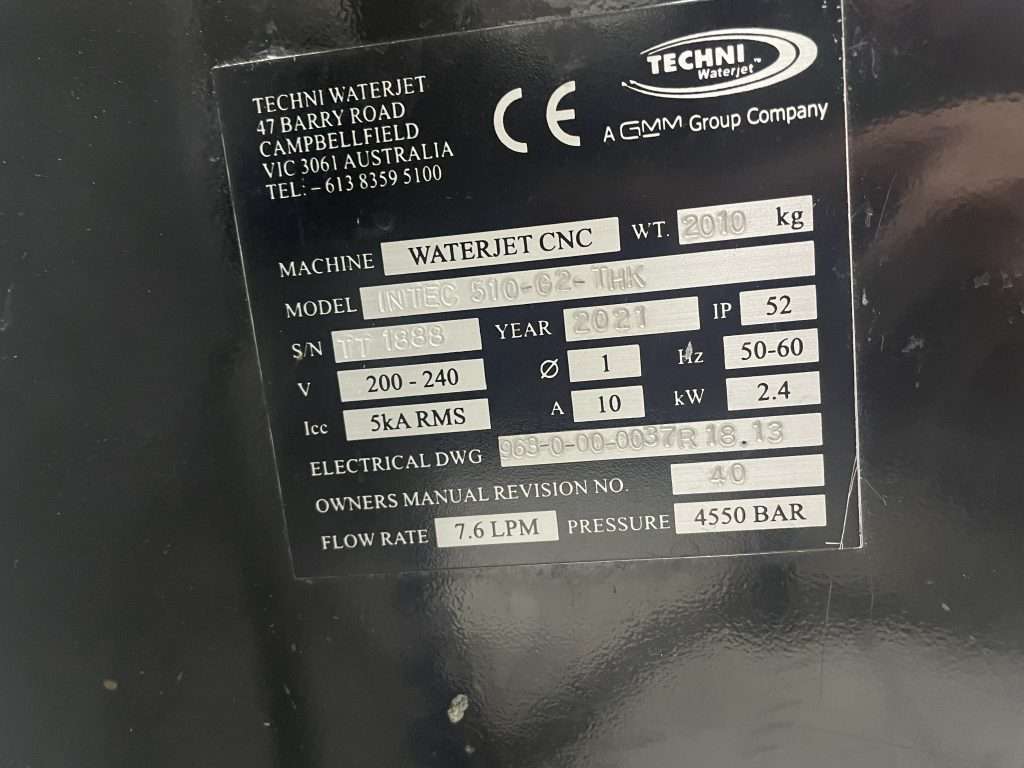 TECHNI WATERJET
47 BARRY ROAD
CAMPBELLFIELD
VIC 3061 AUSTRALIA
TEL: - 613 8359 5100
CE
TECHNI™
Waterjet
A GMM Group Company
MACHINE WATERJET CNC WT. 2010 kg
MODEL INTEC 510-G2-THK
S/N TT 1888 YEAR 2021 IP 52
V 200 - 240 Ø 1 Hz 50-60
Icc 5kA RMS A 10 kW 2.4
ELECTRICAL DWG 968-0-00-0037R 18.13
OWNERS MANUAL REVISION NO. 40
FLOW RATE 7.6 LPM PRESSURE 4550 BAR